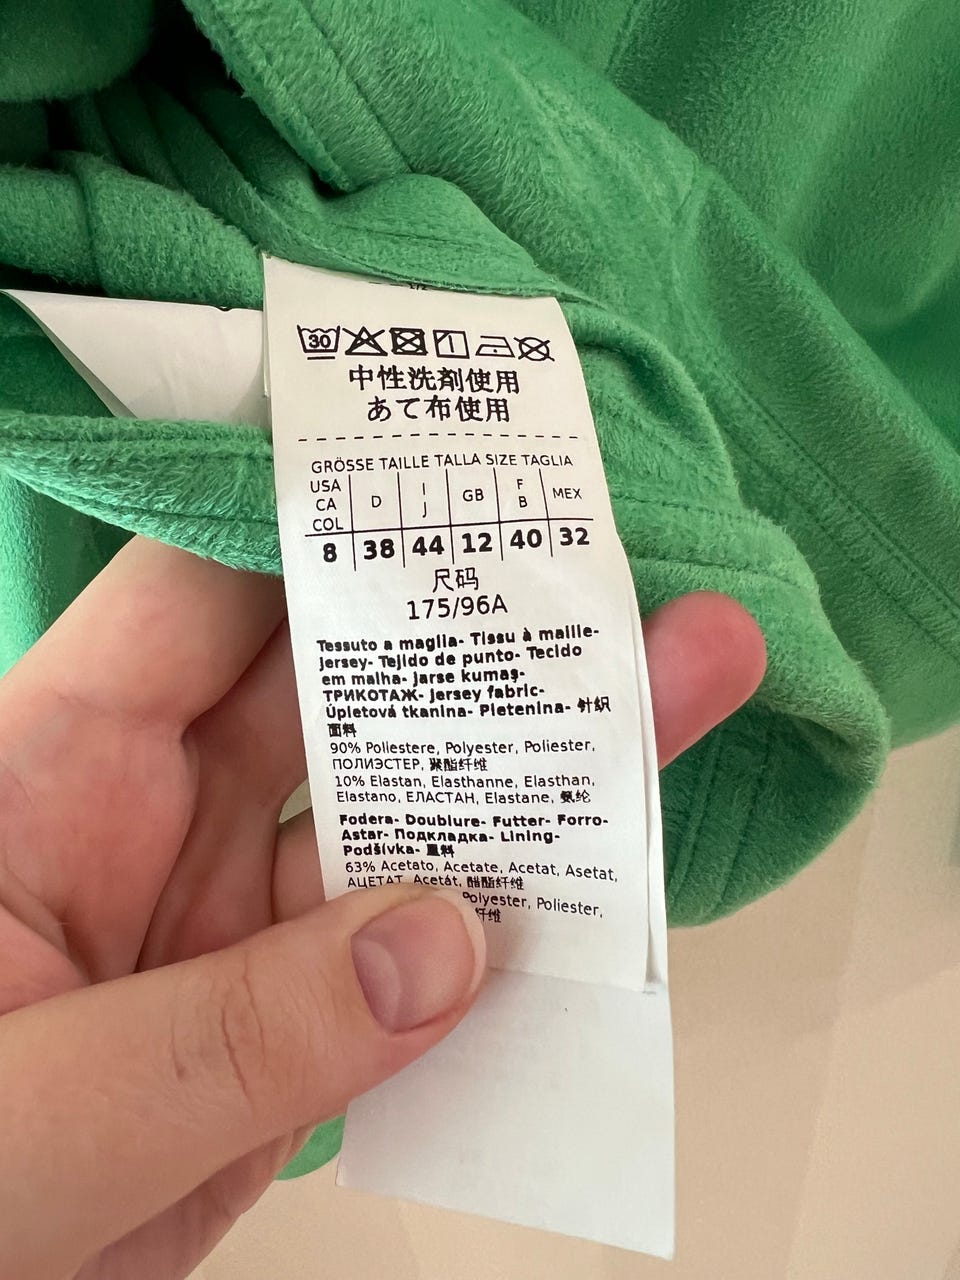 30
中性洗剤使用
あて布使用
GRÖSSE TAILLE TALLA SIZE TAGLIA
USA CA COL D I J GB F B MEX
8 38 44 12 40 32
尺码
175/96A
Tessuto a maglia- Tissu à maille-
Jersey- Tejido de punto- Tecido
em malha- Jarse kumaş-
ТРИКОТАЖ- Jersey fabric-
Úpletová tkanina- Pletenina- 针织
面料
90% Poliestere, Polyester, Poliester,
ПОЛИЭСТЕР, 聚酯纤维
10% Elastan, Elasthanne, Elasthan,
Elastano, ЕЛАСТАН, Elastane, 氨纶
Fodera- Doublure- Futter- Forro-
Astar- Подкладка- Lining-
Podšívka- 里料
63% Acetato, Acetate, Acetat, Asetat,
АЦЕТАТ, Acetát, 醋酯纤维
Polyester, Poliester,
纤维